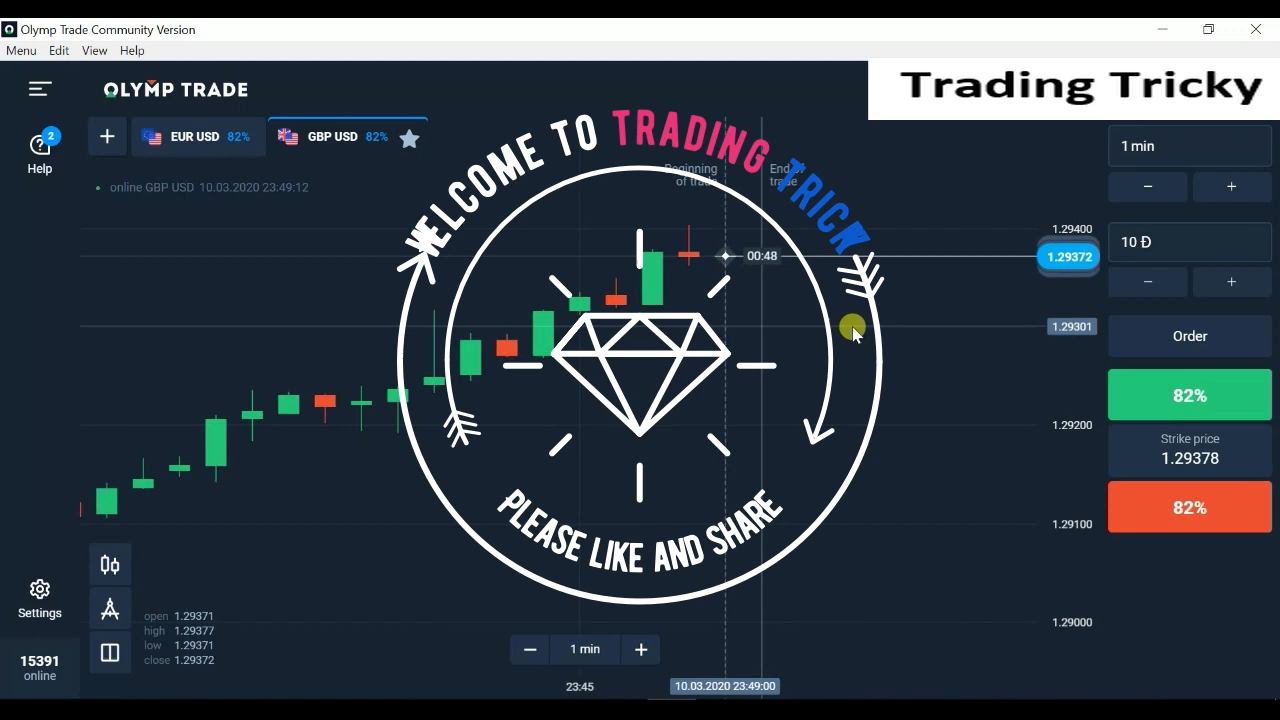 Olymp Trade Community Version
Menu Edit View Help
OLYMP TRADE
Trading Tricky
2
Help
+ EUR USD 82% GBP USD 82%
online GBP USD 10.03.2020 23:49:12
WELCOME TO TRADING TRICKY
Beginning of trade
End of trade
1 min
− +
1.29400
00:48
1.29372
10 Đ
− +
1.29301
Order
82%
1.29200
Strike price
1.29378
82%
1.29100
PLEASE LIKE AND SHARE
Settings
open 1.29371
high 1.29377
low 1.29371
close 1.29372
1.29000
− 1 min +
15391
online
23:45
10.03.2020 23:49:00